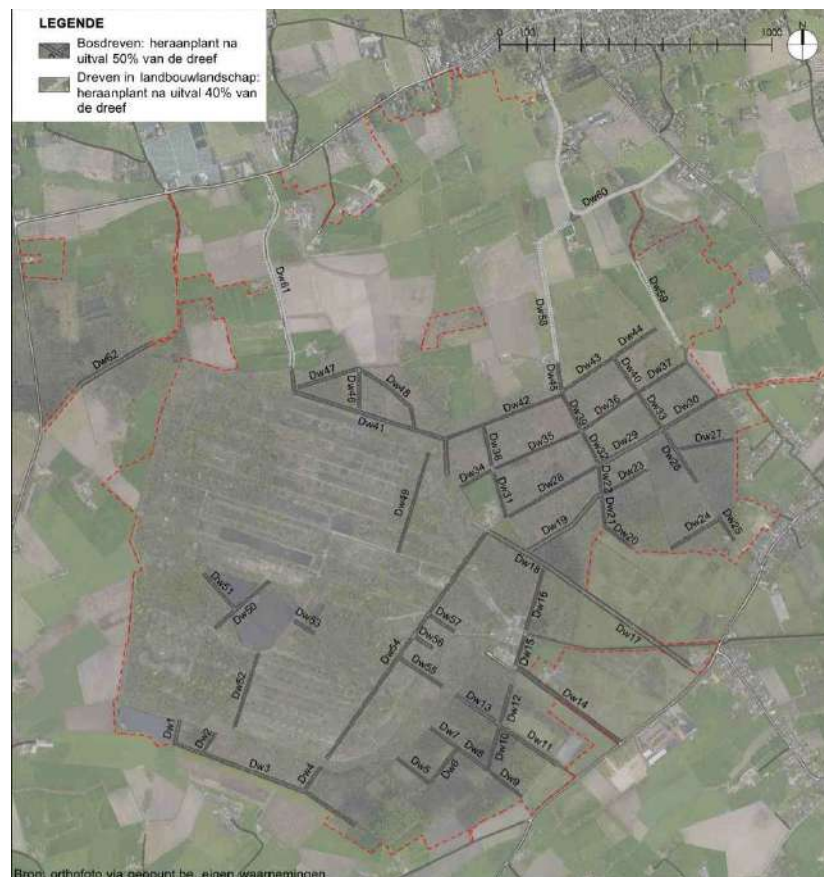 LEGENDE
Bosdreven: heraanplant na
uitval 50% van de dreef
Dreven in landbouwlandschap:
heraanplant na uitval 40% van
de dreef
0 100 1000
Dw60
Dw61
Dw58
Dw59
Dw62
Dw44
Dw43
Dw40
Dw37
Dw47
Dw48
Dw46
Dw45
Dw42
Dw41
Dw39
Dw36
Dw33
Dw30
Dw38
Dw35
Dw32
Dw29
Dw27
Dw26
Dw34
Dw31
Dw28
Dw22
Dw23
Dw49
Dw21
Dw20
Dw19
Dw24
Dw25
Dw18
Dw17
Dw16
Dw15
Dw51
Dw50
Dw53
Dw57
Dw56
Dw54
Dw55
Dw52
Dw14
Dw13
Dw12
Dw11
Dw10
Dw7
Dw8
Dw9
Dw5
Dw6
Dw1
Dw2
Dw3
Dw4
Bron: orthofoto via geopunt.be, eigen waarnemingen